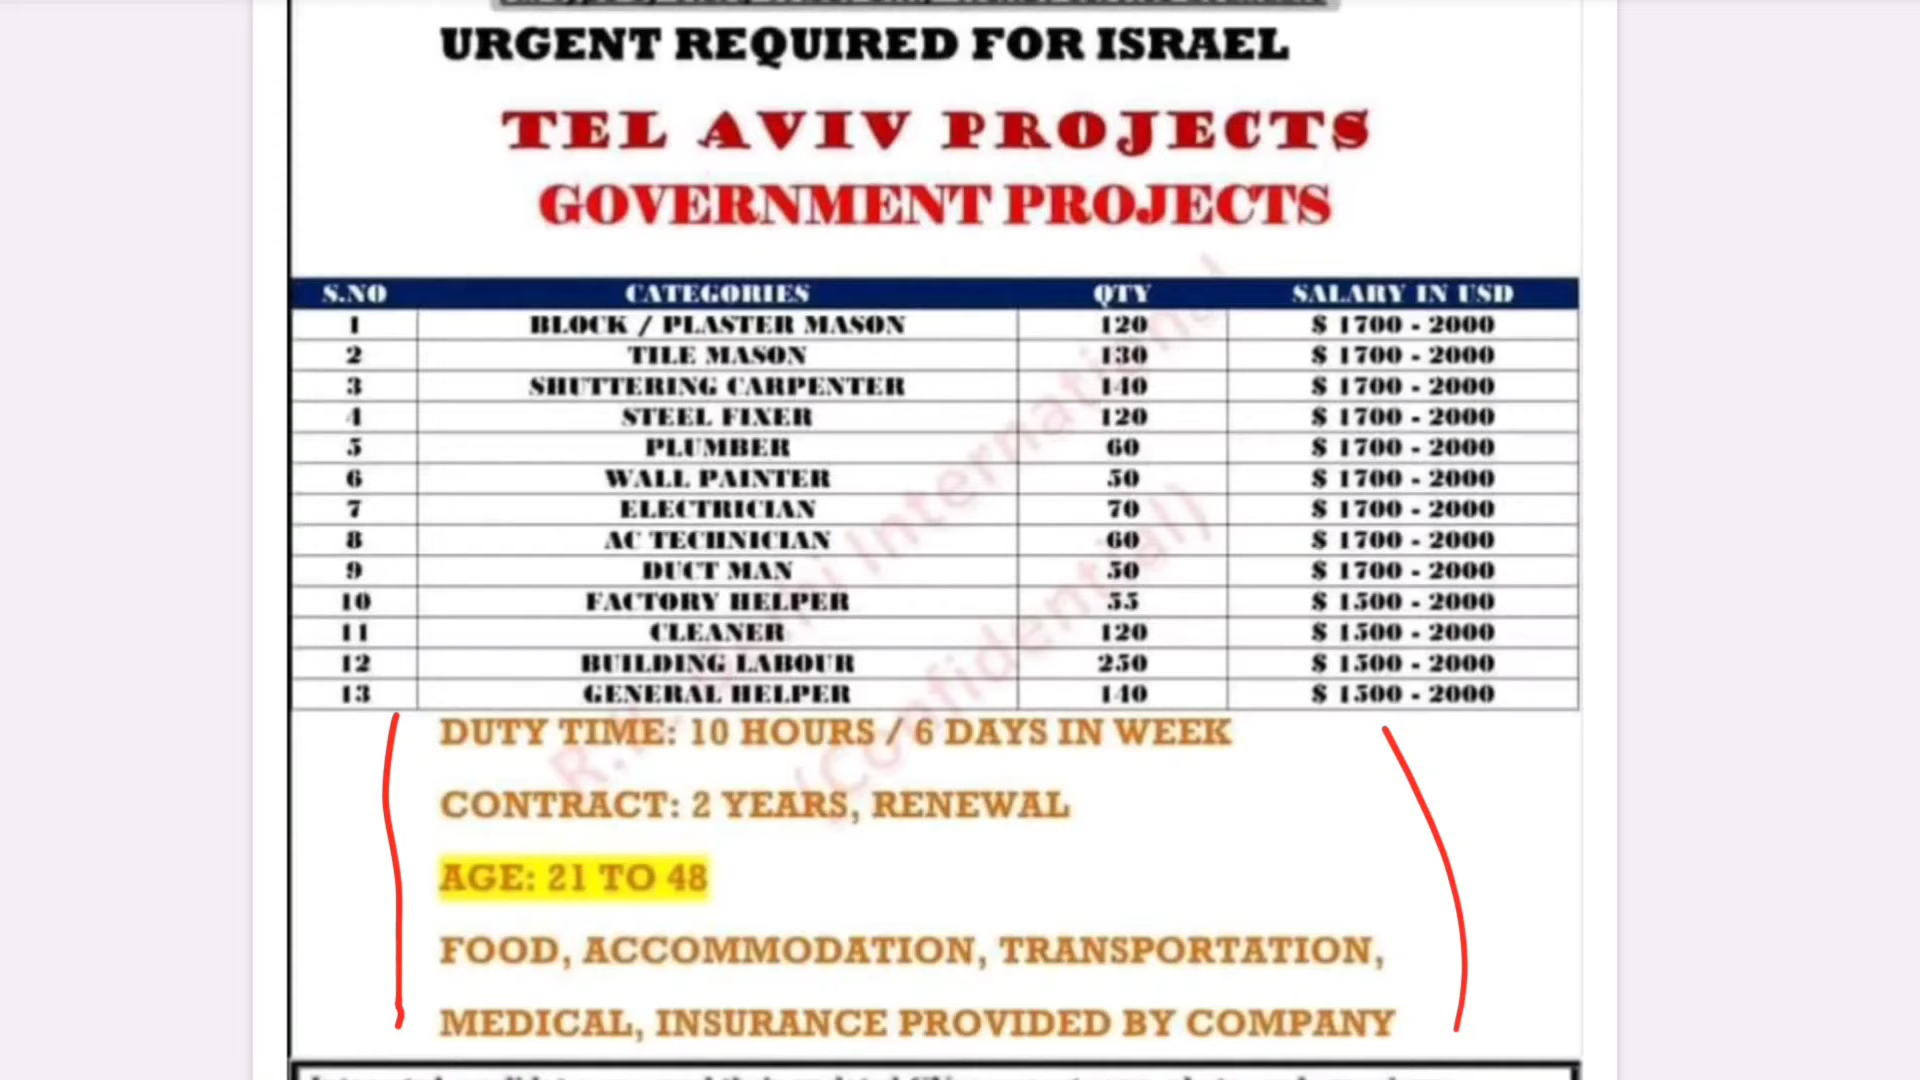 URGENT REQUIRED FOR ISRAEL
TEL AVIV PROJECTS
GOVERNMENT PROJECTS
S.NO CATEGORIES QTY SALARY IN USD
1 BLOCK / PLASTER MASON 120 $ 1700 - 2000
2 TILE MASON 130 $ 1700 - 2000
3 SHUTTERING CARPENTER 140 $ 1700 - 2000
4 STEEL FIXER 120 $ 1700 - 2000
5 PLUMBER 60 $ 1700 - 2000
6 WALL PAINTER 50 $ 1700 - 2000
7 ELECTRICIAN 70 $ 1700 - 2000
8 AC TECHNICIAN 60 $ 1700 - 2000
9 DUCT MAN 50 $ 1700 - 2000
10 FACTORY HELPER 55 $ 1500 - 2000
11 CLEANER 120 $ 1500 - 2000
12 BUILDING LABOUR 250 $ 1500 - 2000
13 GENERAL HELPER 140 $ 1500 - 2000
DUTY TIME: 10 HOURS / 6 DAYS IN WEEK
CONTRACT: 2 YEARS, RENEWAL
AGE: 21 TO 48
FOOD, ACCOMMODATION, TRANSPORTATION,
MEDICAL, INSURANCE PROVIDED BY COMPANY
International
(Confidential)